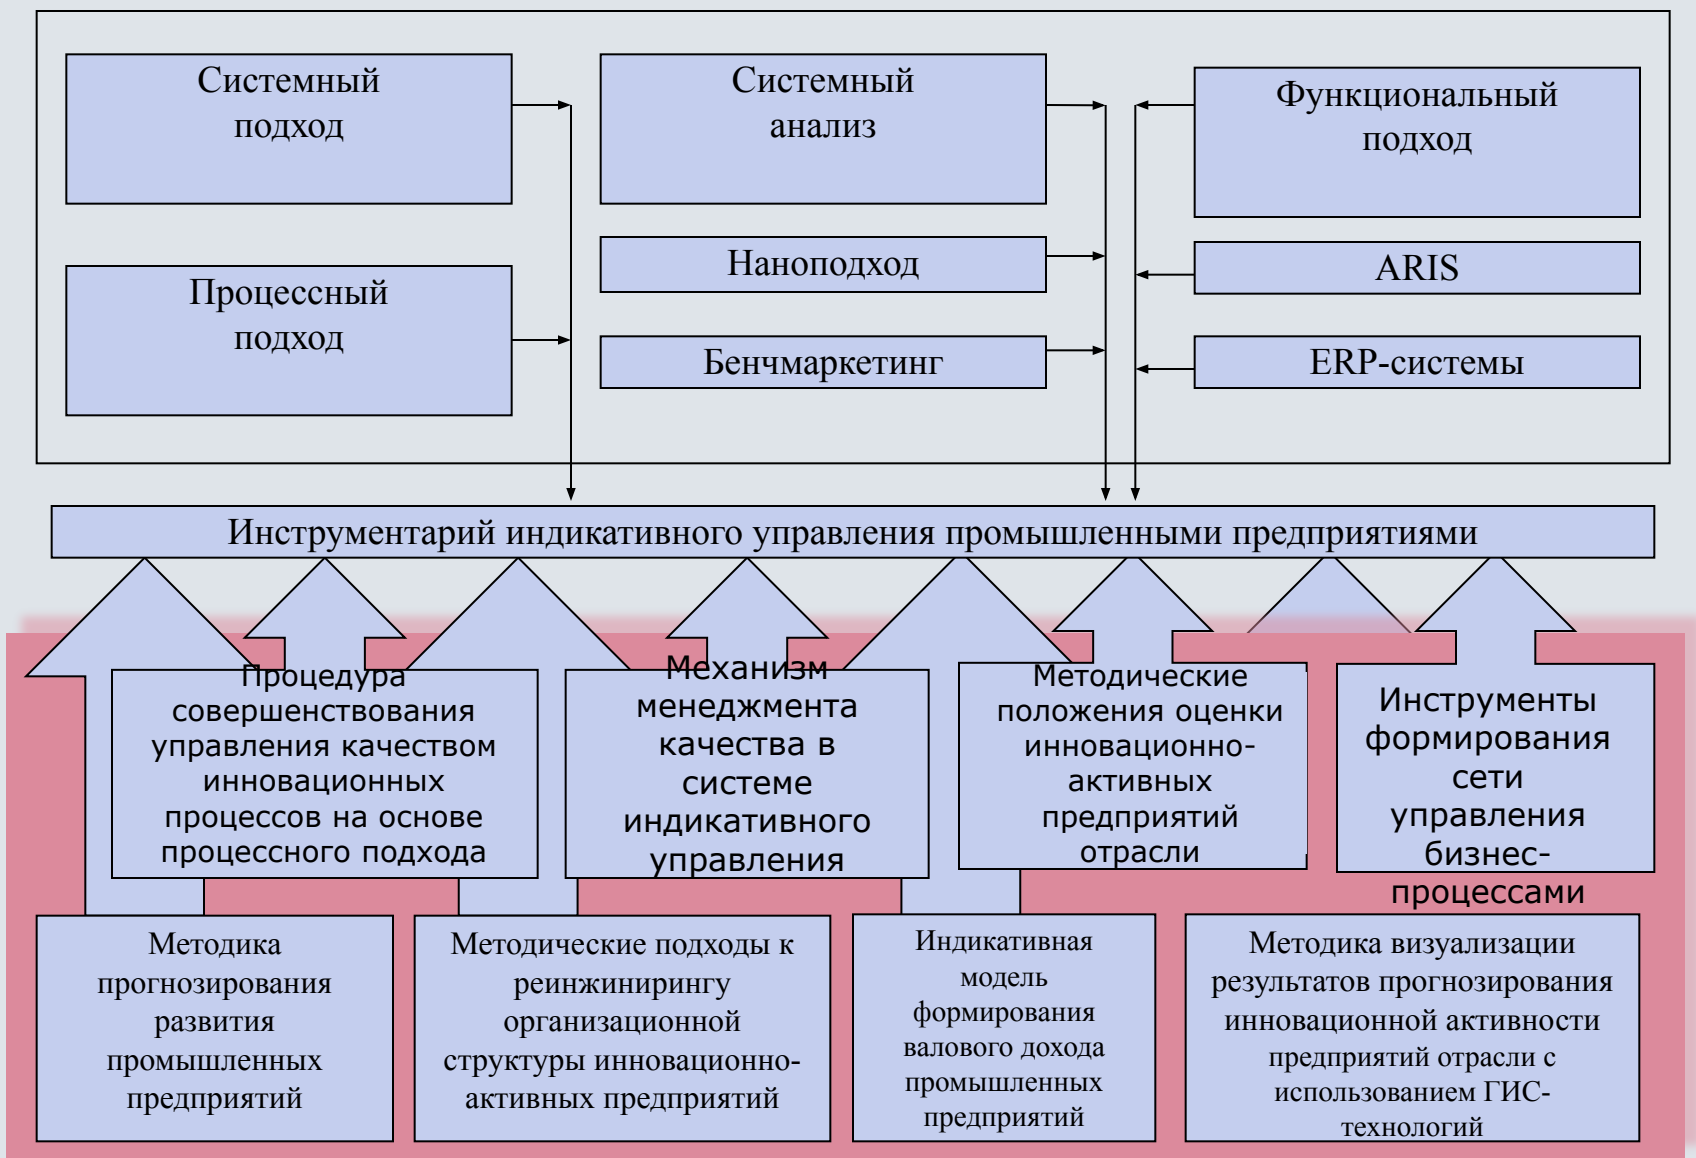 Системный
подход
Системный
анализ
Функциональный
подход
Наноподход
ARIS
Процессный
подход
Бенчмаркетинг
ERP-системы
Инструментарий индикативного управления промышленными предприятиями
Процедура
совершенствования
управления качеством
инновационных
процессов на основе
процессного подхода
Механизм
менеджмента
качества в
системе
индикативного
управления
Методические
положения оценки
инновационно-
активных
предприятий
отрасли
Инструменты
формирования
сети
управления
бизнес-
процессами
Методика
прогнозирования
развития
промышленных
предприятий
Методические подходы к
реинжинирингу
организационной
структуры инновационно-
активных предприятий
Индикативная
модель
формирования
валового дохода
промышленных
предприятий
Методика визуализации
результатов прогнозирования
инновационной активности
предприятий отрасли с
использованием ГИС-
технологий